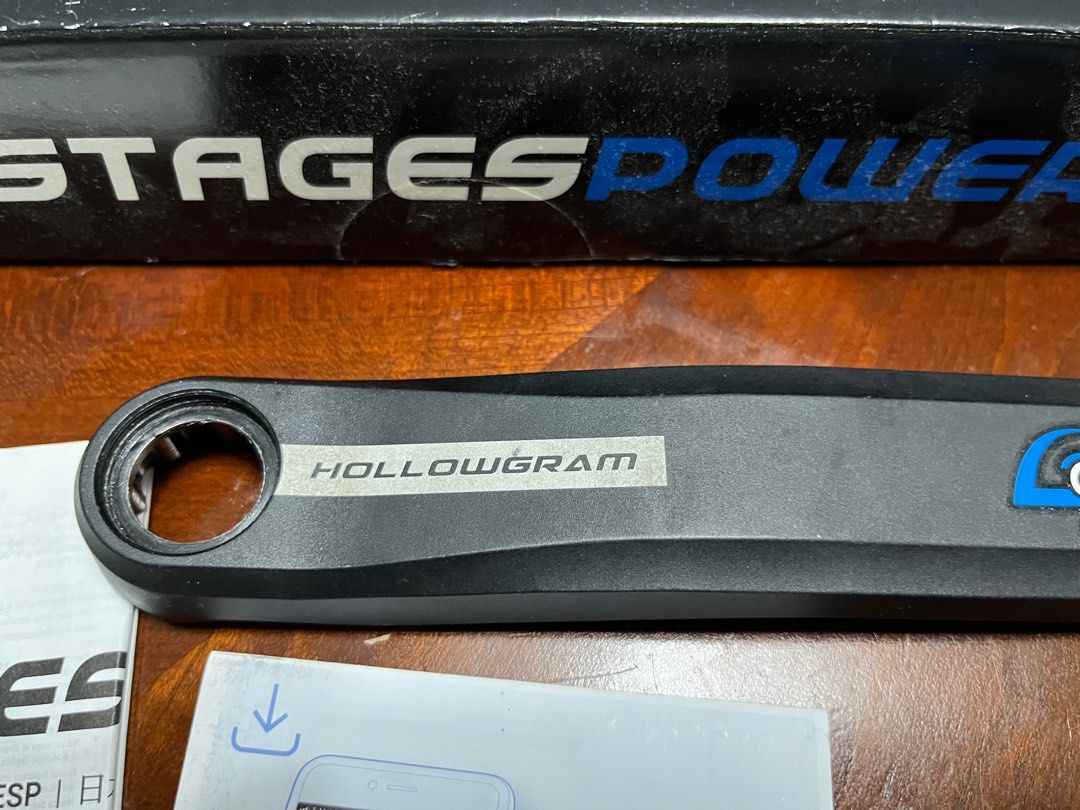 STAGESPOWER
HOLLOWGRAM
ES
ESP | 日